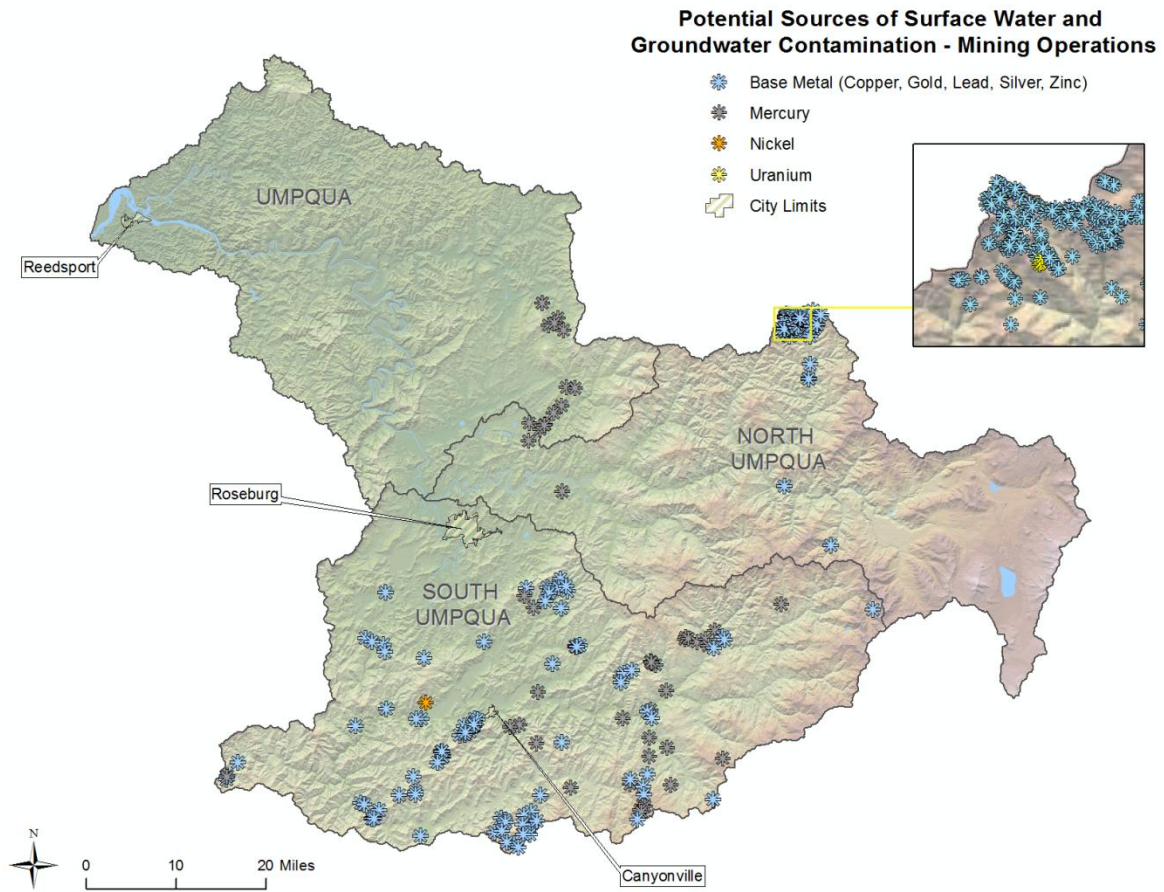 Potential Sources of Surface Water and
Groundwater Contamination - Mining Operations
Base Metal (Copper, Gold, Lead, Silver, Zinc)
Mercury
Nickel
Uranium
City Limits
UMPQUA
Reedsport
NORTH
UMPQUA
Roseburg
SOUTH
UMPQUA
Canyonville
N
0 10 20 Miles